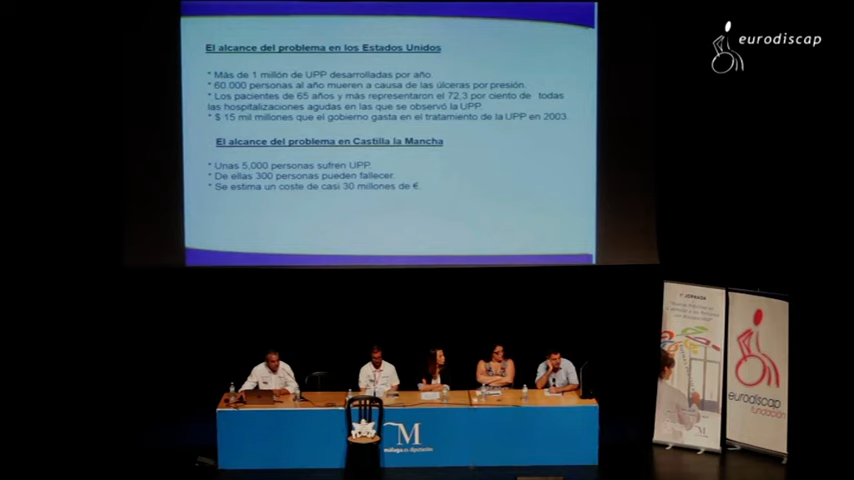 eurodiscap
El alcance del problema en los Estados Unidos
* Más de 1 millón de UPP desarrolladas por año.
* 60.000 personas al año mueren a causa de las úlceras por presión.
* Los pacientes de 65 años y más representaron el 72,3 por ciento de todas
las hospitalizaciones agudas en las que se observó la UPP.
* $ 15 mil millones que el gobierno gasta en el tratamiento de la UPP en 2003.
El alcance del problema en Castilla la Mancha
* Unas 5.000 personas sufren UPP.
* De ellas 300 personas pueden fallecer.
* Se estima un coste de casi 30 millones de €.
JORNADA
eurodiscap
fundación
M
málaga.es diputación
M